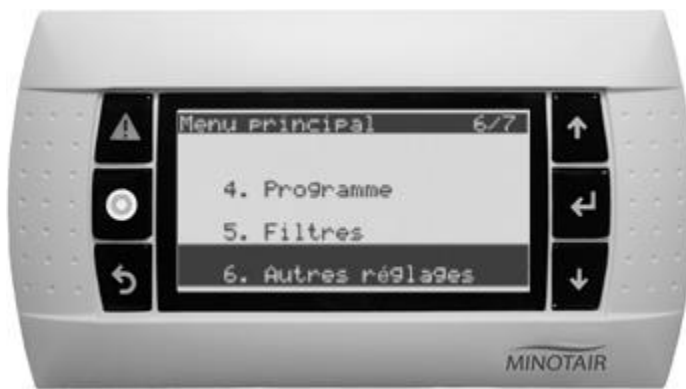 Menu principal 6/7
4. Programme
5. Filtres
6. Autres réglages
MINOTAIR